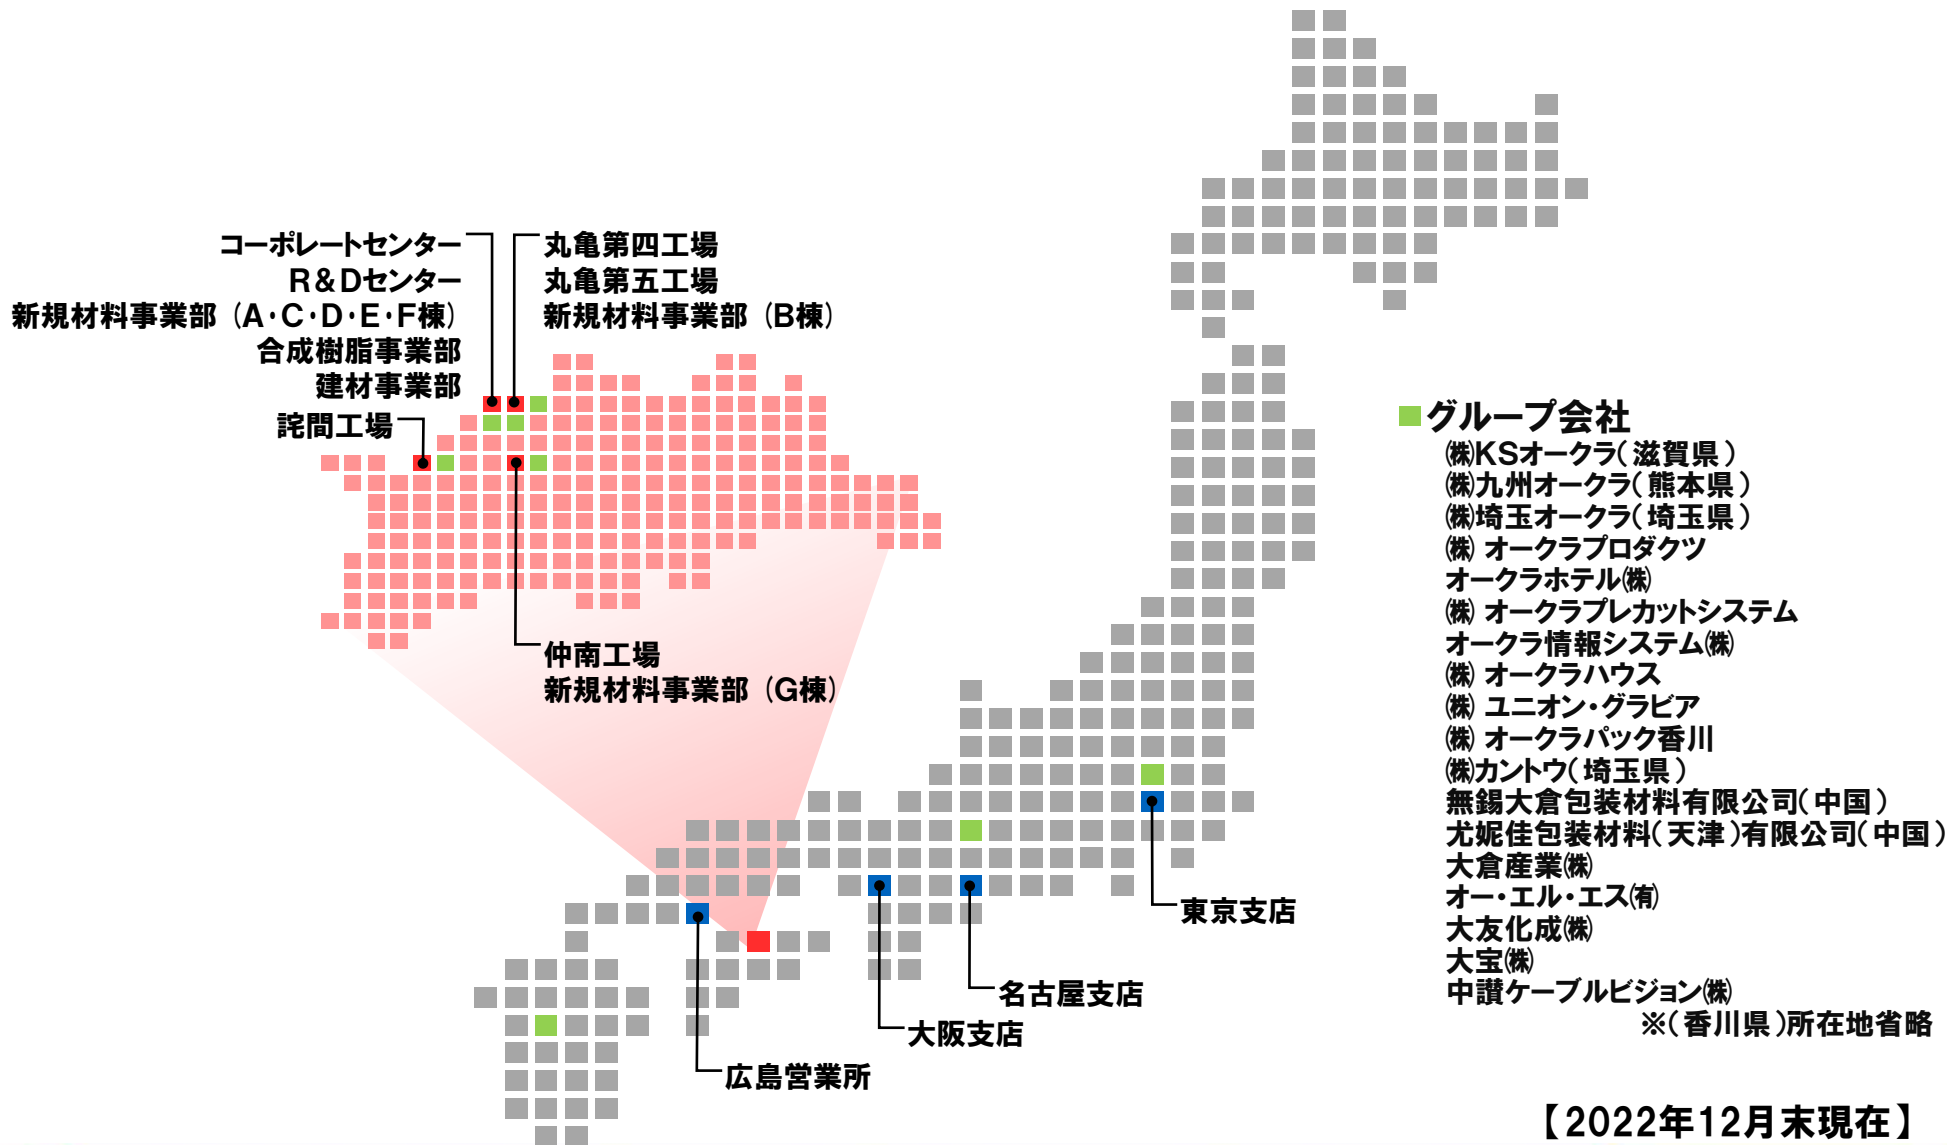 コーポレートセンター
R&Dセンター
新規材料事業部（A・C・D・E・F棟）
合成樹脂事業部
建材事業部
詫間工場
丸亀第四工場
丸亀第五工場
新規材料事業部（B棟）
仲南工場
新規材料事業部（G棟）
東京支店
名古屋支店
大阪支店
広島営業所
グループ会社
㈱KSオークラ（滋賀県）
㈱九州オークラ（熊本県）
㈱埼玉オークラ（埼玉県）
㈱ オークラプロダクツ
オークラホテル㈱
㈱ オークラプレカットシステム
オークラ情報システム㈱
㈱ オークラハウス
㈱ ユニオン・グラビア
㈱ オークラパック香川
㈱カントウ（埼玉県）
無錫大倉包装材料有限公司（中国）
尤妮佳包装材料（天津）有限公司（中国）
大倉産業㈱
オー・エル・エス㈲
大友化成㈱
大宝㈱
中讃ケーブルビジョン㈱
※（香川県）所在地省略
【2022年12月末現在】